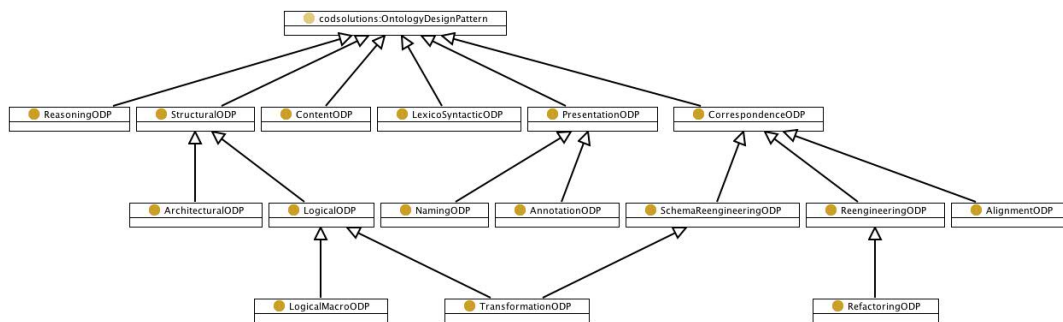 codsolutions:OntologyDesignPattern
ReasoningODP
StructuralODP
ContentODP
LexicoSyntacticODP
PresentationODP
CorrespondenceODP
ArchitecturalODP
LogicalODP
NamingODP
AnnotationODP
SchemaReengineeringODP
ReengineeringODP
AlignmentODP
LogicalMacroODP
TransformationODP
RefactoringODP